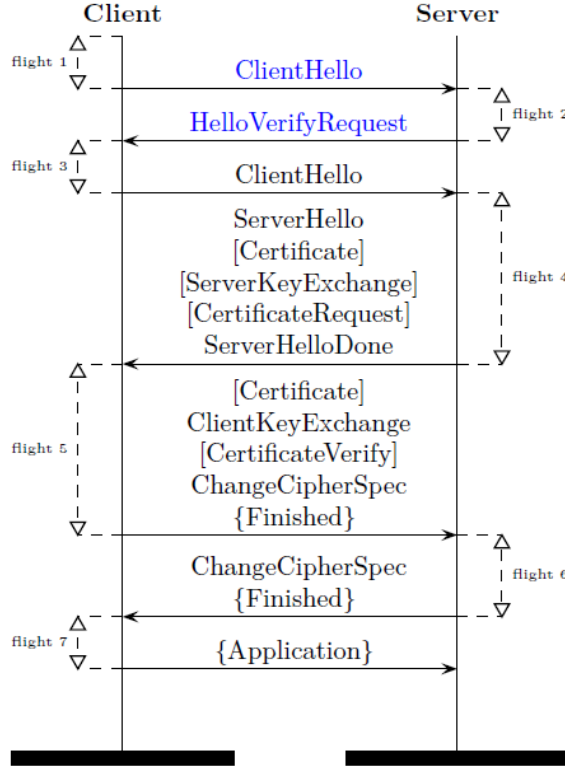 Client Server
flight 1
ClientHello
flight 2
HelloVerifyRequest
flight 3
ClientHello
ServerHello
[Certificate]
[ServerKeyExchange]
flight 4
[CertificateRequest]
ServerHelloDone
[Certificate]
ClientKeyExchange
flight 5
[CertificateVerify]
ChangeCipherSpec
{Finished}
ChangeCipherSpec
flight 6
{Finished}
flight 7
{Application}